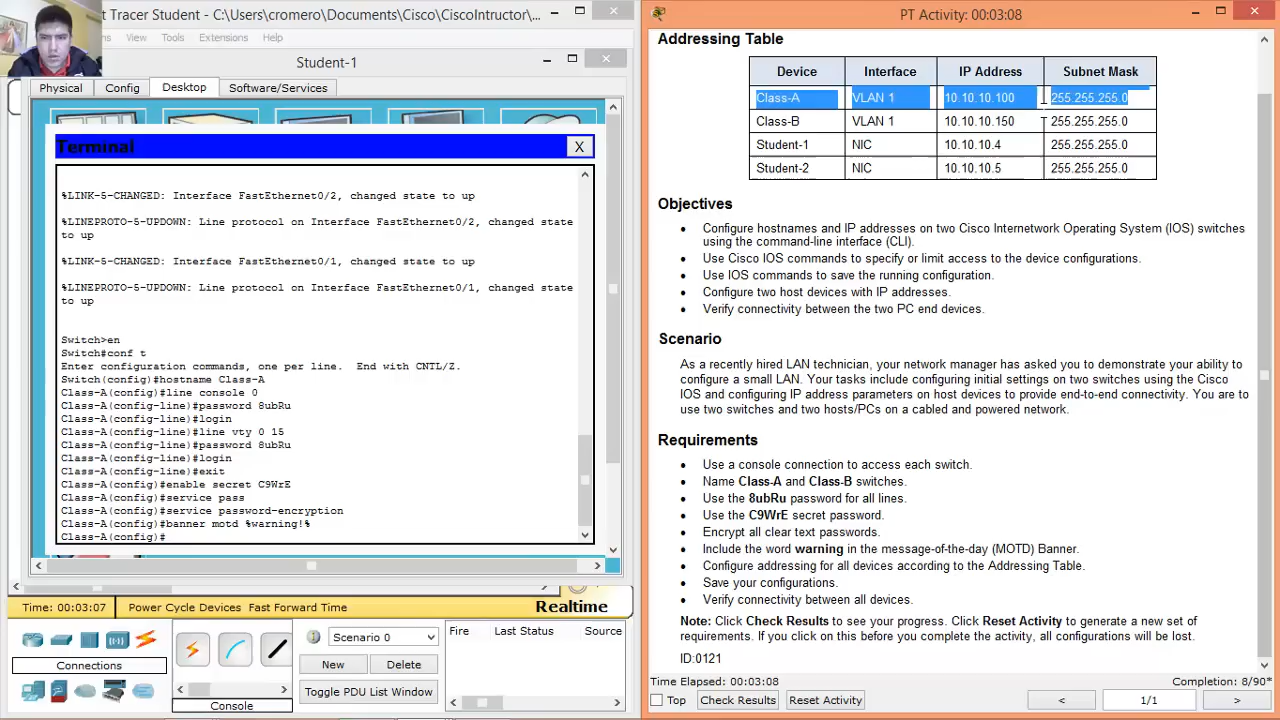 t Tracer Student - C:\Users\cromero\Documents\Cisco\CiscoIntructor\...
View Tools Extensions Help
Student-1
Physical Config Desktop Software/Services
Terminal X
%LINK-5-CHANGED: Interface FastEthernet0/2, changed state to up
%LINEPROTO-5-UPDOWN: Line protocol on Interface FastEthernet0/2, changed state
to up
%LINK-5-CHANGED: Interface FastEthernet0/1, changed state to up
%LINEPROTO-5-UPDOWN: Line protocol on Interface FastEthernet0/1, changed state
to up
Switch>en
Switch#conf t
Enter configuration commands, one per line. End with CNTL/Z.
Switch(config)#hostname Class-A
Class-A(config)#line console 0
Class-A(config-line)#password 8ubRu
Class-A(config-line)#login
Class-A(config-line)#line vty 0 15
Class-A(config-line)#password 8ubRu
Class-A(config-line)#login
Class-A(config-line)#exit
Class-A(config)#enable secret C9WrE
Class-A(config)#service pass
Class-A(config)#service password-encryption
Class-A(config)#banner motd %warning!%
Class-A(config)#
Time: 00:03:07 Power Cycle Devices Fast Forward Time Realtime
Connections
Console
Scenario 0
New Delete
Toggle PDU List Window
Fire Last Status Source
PT Activity: 00:03:08
Addressing Table
Device Interface IP Address Subnet Mask
Class-A VLAN 1 10.10.10.100 255.255.255.0
Class-B VLAN 1 10.10.10.150 255.255.255.0
Student-1 NIC 10.10.10.4 255.255.255.0
Student-2 NIC 10.10.10.5 255.255.255.0
Objectives
• Configure hostnames and IP addresses on two Cisco Internetwork Operating System (IOS) switches
using the command-line interface (CLI).
• Use Cisco IOS commands to specify or limit access to the device configurations.
• Use IOS commands to save the running configuration.
• Configure two host devices with IP addresses.
• Verify connectivity between the two PC end devices.
Scenario
As a recently hired LAN technician, your network manager has asked you to demonstrate your ability to
configure a small LAN. Your tasks include configuring initial settings on two switches using the Cisco
IOS and configuring IP address parameters on host devices to provide end-to-end connectivity. You are to
use two switches and two hosts/PCs on a cabled and powered network.
Requirements
• Use a console connection to access each switch.
• Name Class-A and Class-B switches.
• Use the 8ubRu password for all lines.
• Use the C9WrE secret password.
• Encrypt all clear text passwords.
• Include the word warning in the message-of-the-day (MOTD) Banner.
• Configure addressing for all devices according to the Addressing Table.
• Save your configurations.
• Verify connectivity between all devices.
Note: Click Check Results to see your progress. Click Reset Activity to generate a new set of
requirements. If you click on this before you complete the activity, all configurations will be lost.
ID:0121
Time Elapsed: 00:03:08 Completion: 8/90*
Top Check Results Reset Activity < 1/1 >